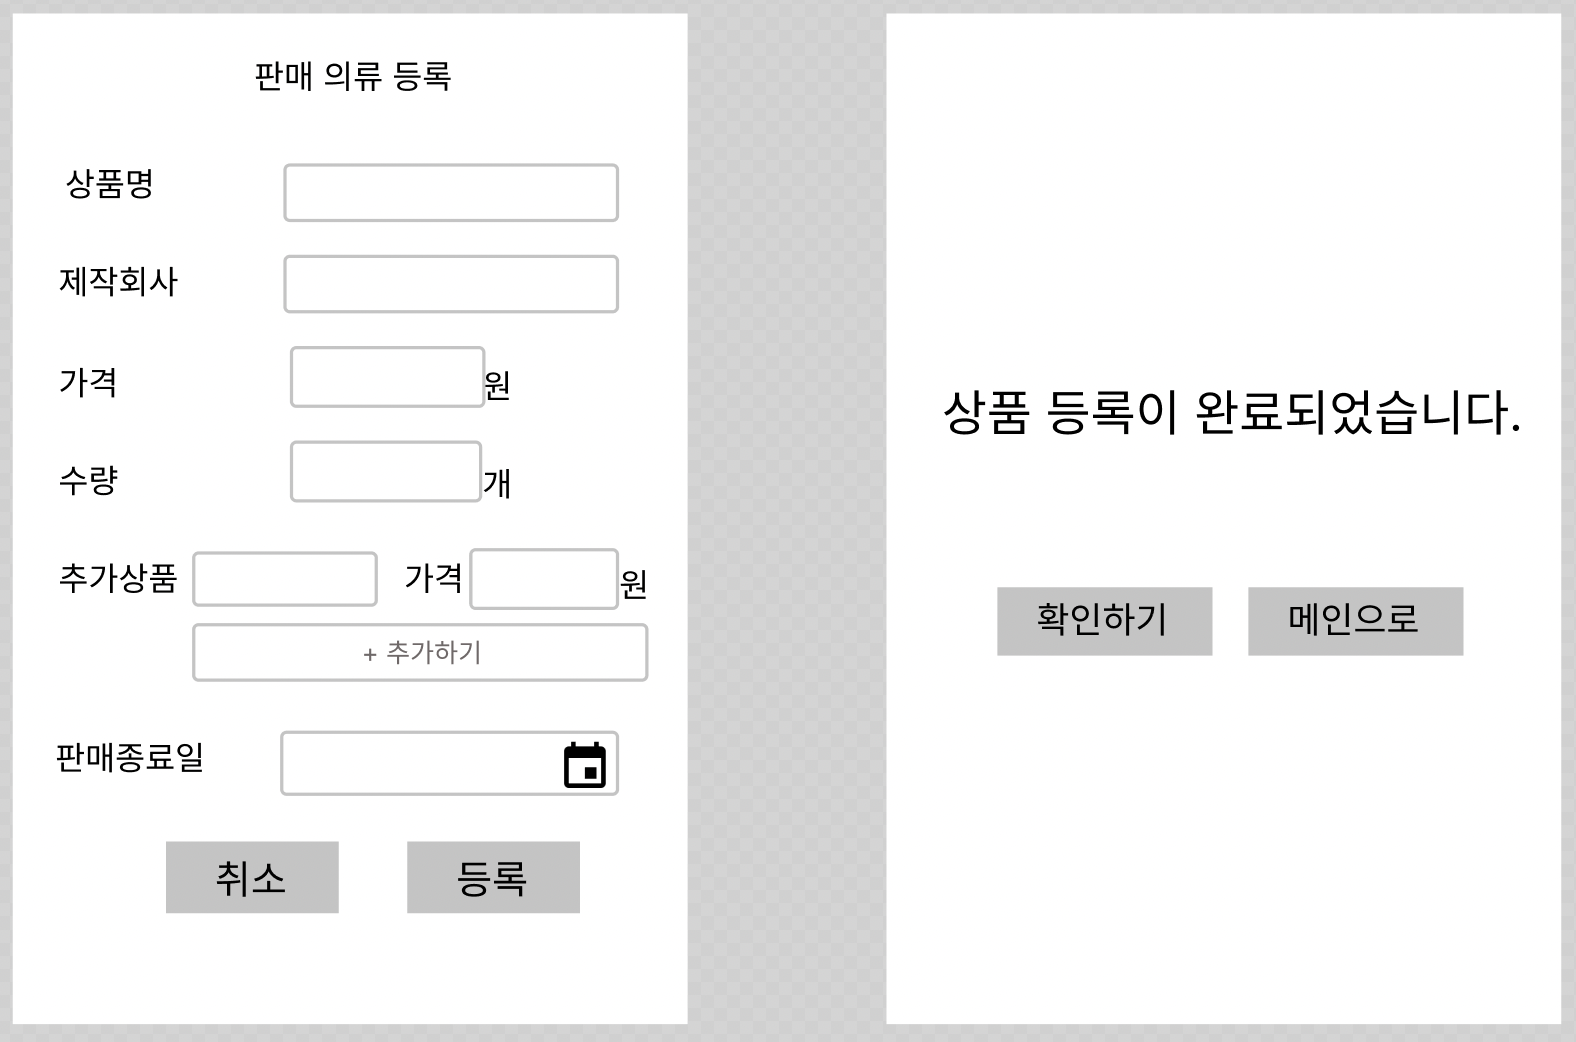 판매 의류 등록
상품명
제작회사
가격 원
수량 개
추가상품 가격 원
+ 추가하기
판매종료일
취소 등록
상품 등록이 완료되었습니다.
확인하기 메인으로